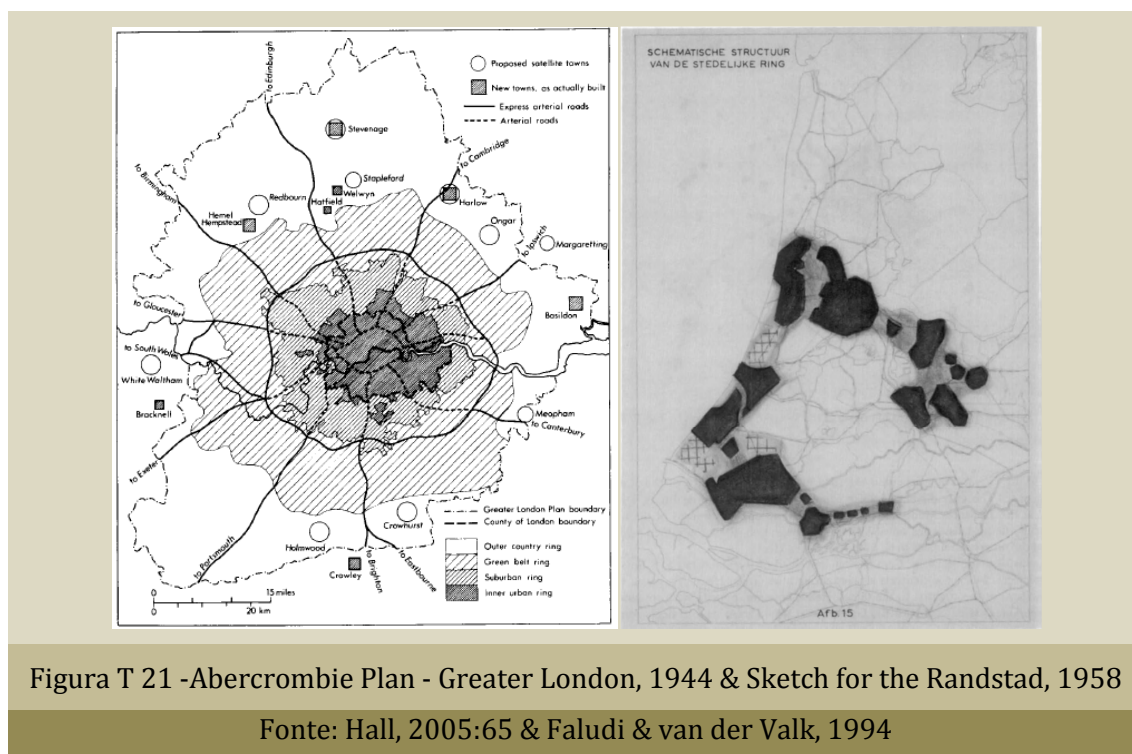 Proposed satellite towns
New towns, as actually built
Express arterial roads
Arterial roads
to Edinburgh
Stevenage
to Cambridge
to Birmingham
Stapleford
Welwyn
Redbourn
Hatfield
Harlow
Hemel
Hempstead
Ongar
to Ipswich
Margaretting
to Gloucester
Basildon
to South Wales
White Waltham
Bracknell
Meopham
to Canterbury
to Exeter
Greater London Plan boundary
County of London boundary
Crowhurst
Holmwood
to Portsmouth
Crawley
to Brighton
to Eastbourne
Outer country ring
Green belt ring
Suburban ring
Inner urban ring
0 15 miles
0 20 km
SCHEMATISCHE STRUCTUUR
VAN DE STEDELIJKE RING
Afb. 15
Figura T 21 -Abercrombie Plan - Greater London, 1944 & Sketch for the Randstad, 1958
Fonte: Hall, 2005:65 & Faludi & van der Valk, 1994